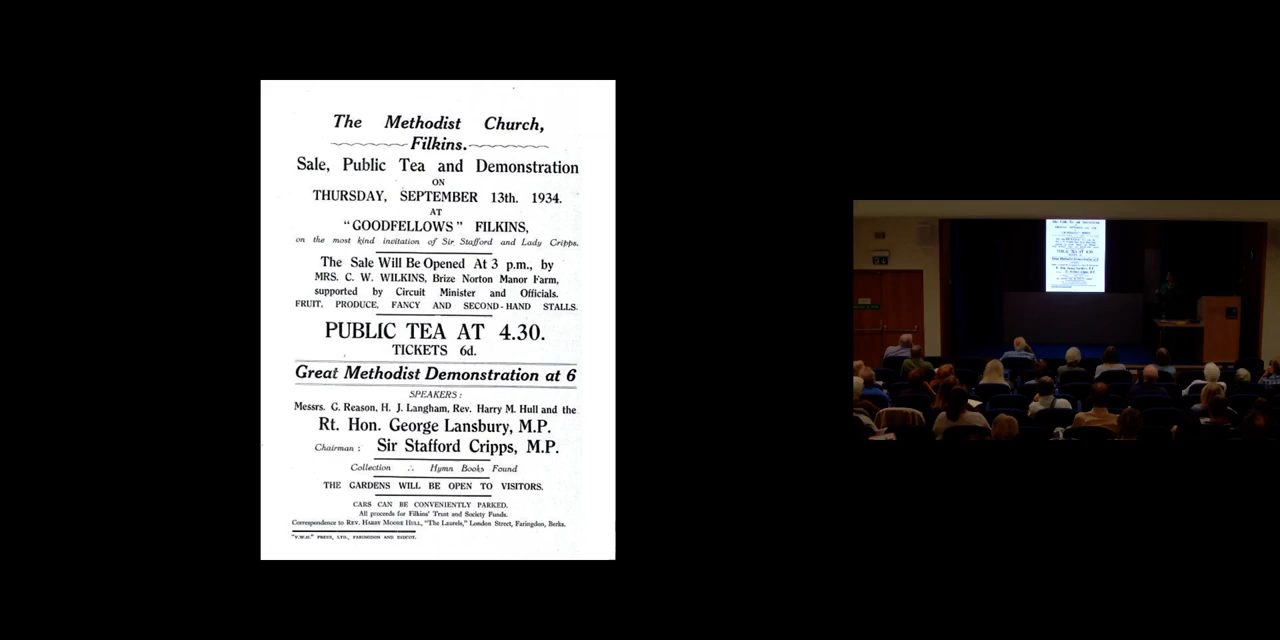 The Methodist Church,
Filkins.
Sale, Public Tea and Demonstration
ON
THURSDAY, SEPTEMBER 13th. 1934.
AT
“GOODFELLOWS” FILKINS,
on the most kind invitation of Sir Stafford and Lady Cripps.
The Sale Will Be Opened At 3 p.m., by
MRS. C. W. WILKINS, Brize Norton Manor Farm,
supported by Circuit Minister and Officials.
FRUIT, PRODUCE, FANCY AND SECOND-HAND STALLS.
PUBLIC TEA AT 4.30.
TICKETS 6d.
Great Methodist Demonstration at 6
SPEAKERS:
Messrs. G. Reason, H. J. Langham, Rev. Harry M. Hull and the
Rt. Hon. George Lansbury, M.P.
Chairman: Sir Stafford Cripps, M.P.
Collection ∴ Hymn Books Found
THE GARDENS WILL BE OPEN TO VISITORS.
CARS CAN BE CONVENIENTLY PARKED.
All proceeds for Filkins' Trust and Society Funds.
Correspondence to REV. HARRY MOORE HULL, "The Laurels," London Street, Faringdon, Berks.
"V.W.H." PRESS, LTD., FARINGDON AND DIDCOT.